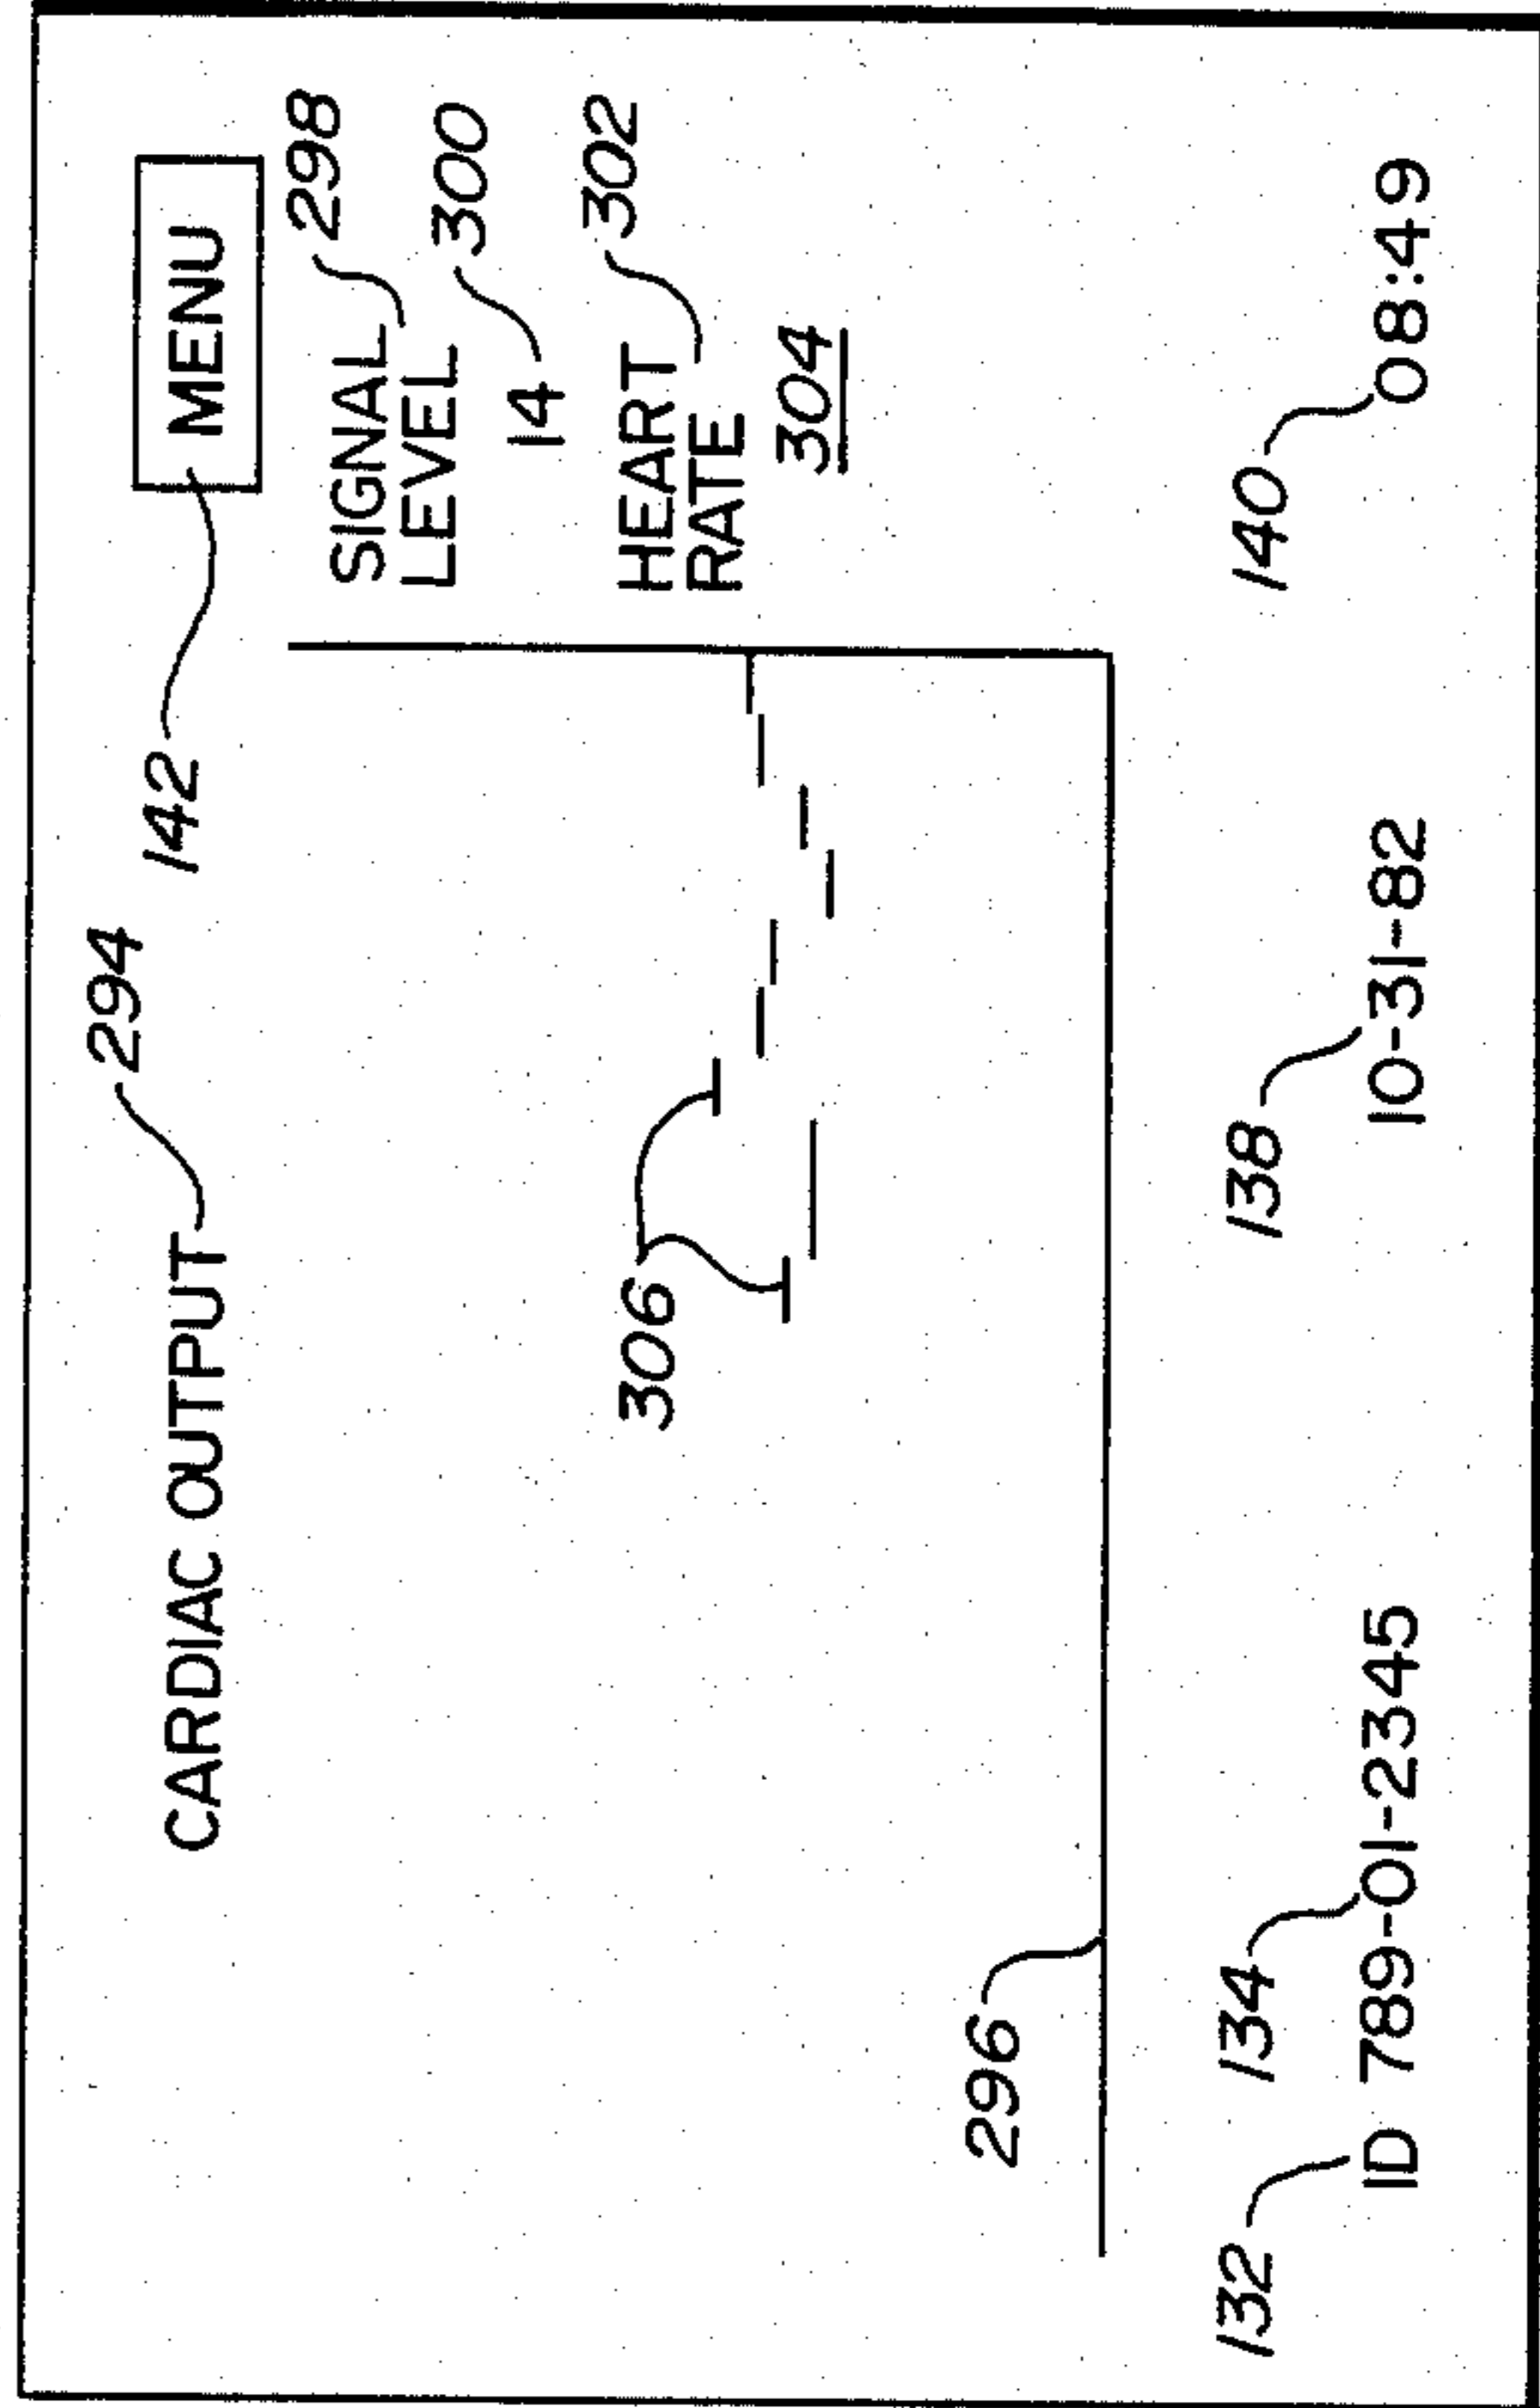 294
CARDIAC OUTPUT
142
MENU
298
SIGNAL
LEVEL
300
14
302
HEART
RATE
304
306
296
132
134
138
140
ID 789-01-2345
10-31-82
08:49